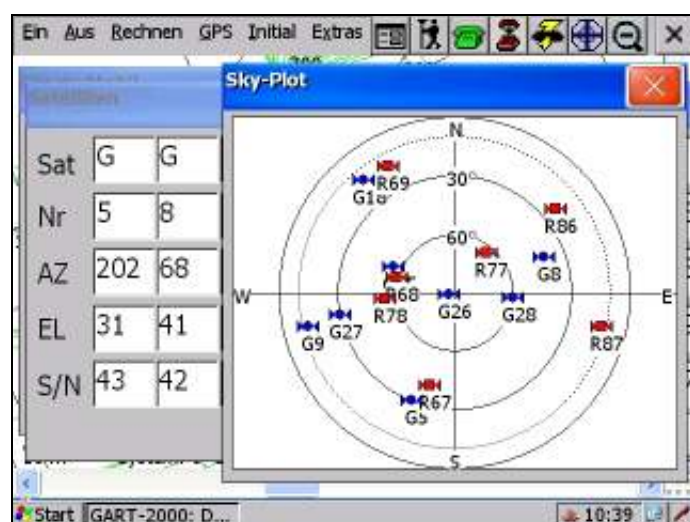 Ein Aus Rechnen GPS Initial Extras
Sky-Plot
Sat G G
Nr 5 8
AZ 202 68
EL 31 41
S/N 43 42
N
30°
60°
W
E
S
R69
R86
R77
G8
R68
R78
G26
G28
G27
G9
R87
R67
G5
Start GART-2000: D... 10:39